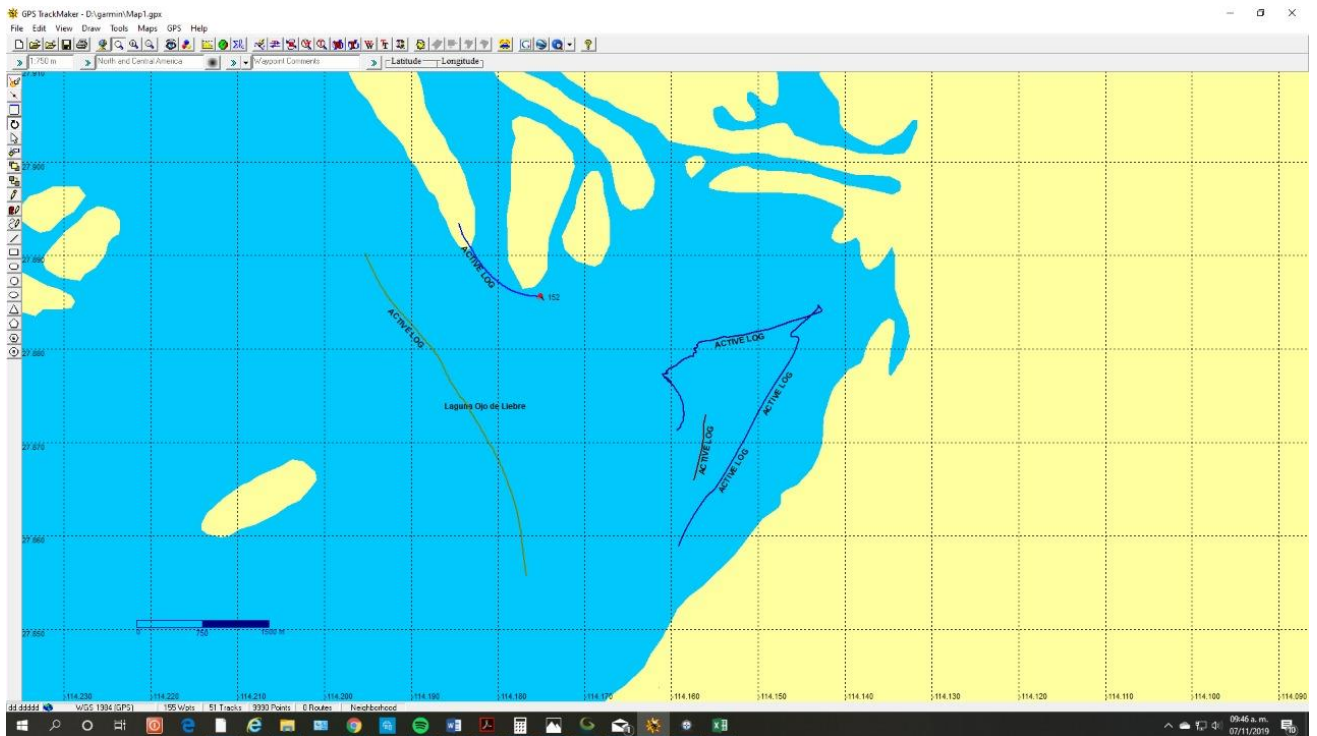 GPS TrackMaker - D:\garmin\Map1.gpx
File Edit View Draw Tools Maps GPS Help
1:750 m North and Central America Waypoint Comments Latitude Longitude
27.910
27.900
27.890
ACTIVE LOG
152
ACTIVE LOG
27.880
ACTIVE LOG
ACTIVE LOG
Laguna Ojo de Liebre
27.870
ACTIVE LOG
ACTIVE LOG
27.860
27.850
0 750 1500 m
-114.230 -114.220 -114.210 -114.200 -114.190 -114.180 -114.170 -114.160 -114.150 -114.140 -114.130 -114.120 -114.110 -114.100 -114.090
dd.ddddd WGS 1984 (GPS) 155 Wpts 51 Tracks 9990 Points 0 Routes Neighborhood
09:46 a. m.
07/11/2019